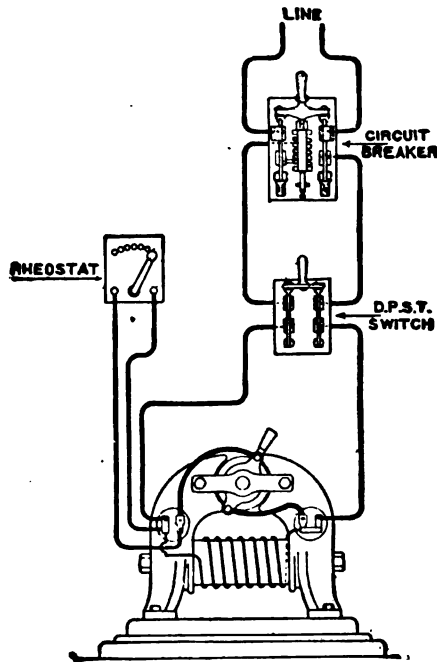 LINE
CIRCUIT
BREAKER
RHEOSTAT
D.P.S.T.
SWITCH